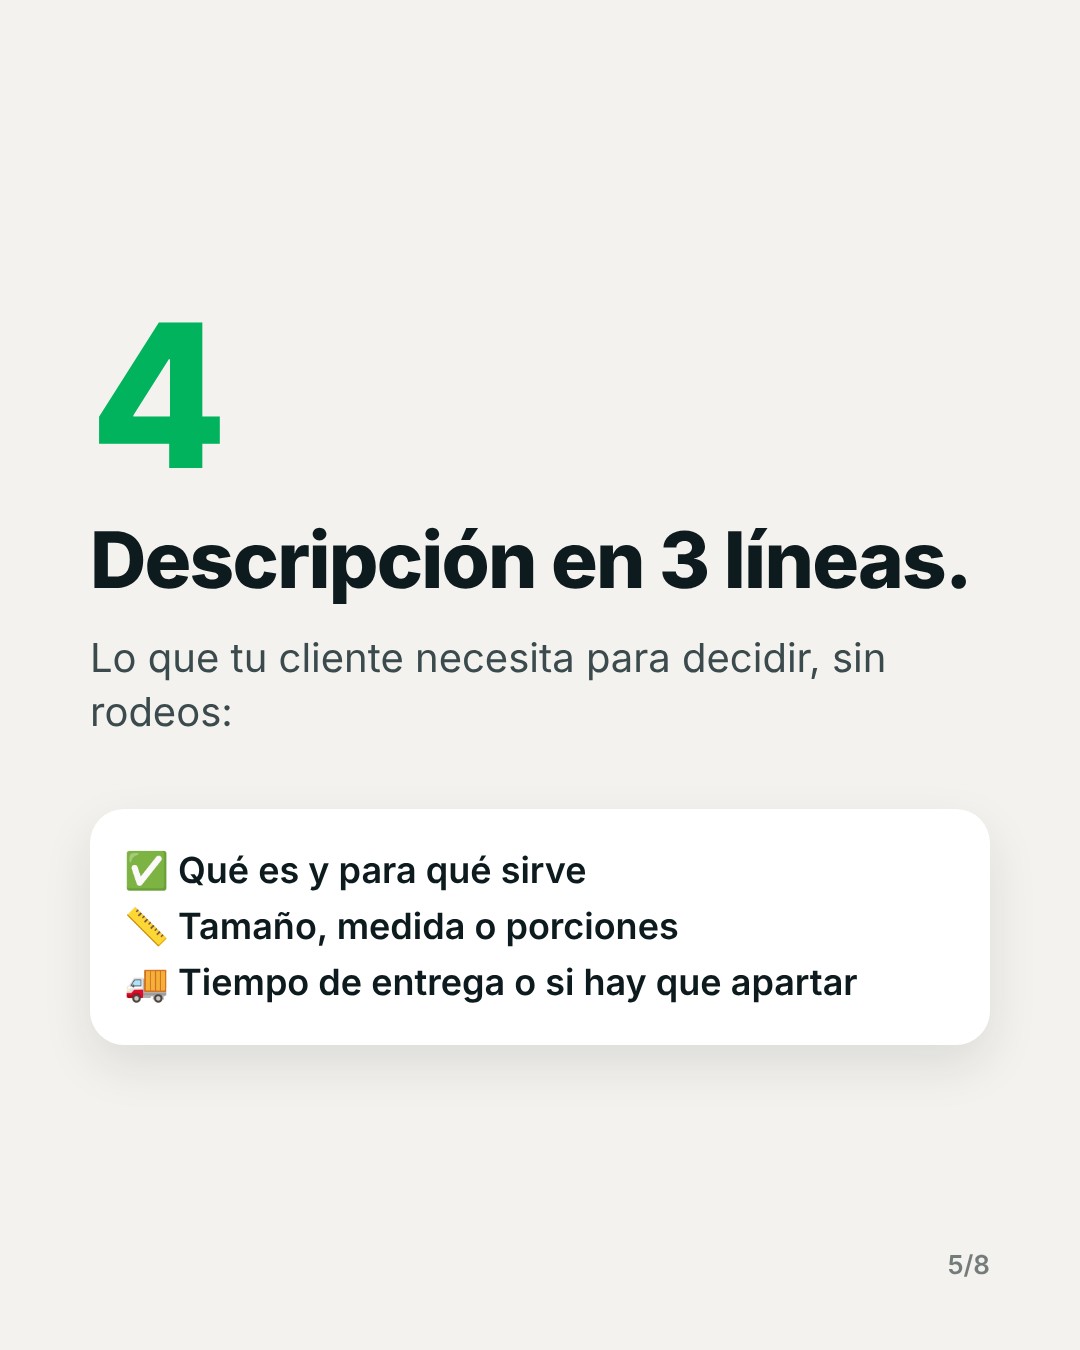 4
Descripción en 3 líneas.
Lo que tu cliente necesita para decidir, sin
rodeos:
✅ Qué es y para qué sirve
📏 Tamaño, medida o porciones
🚚 Tiempo de entrega o si hay que apartar
5/8